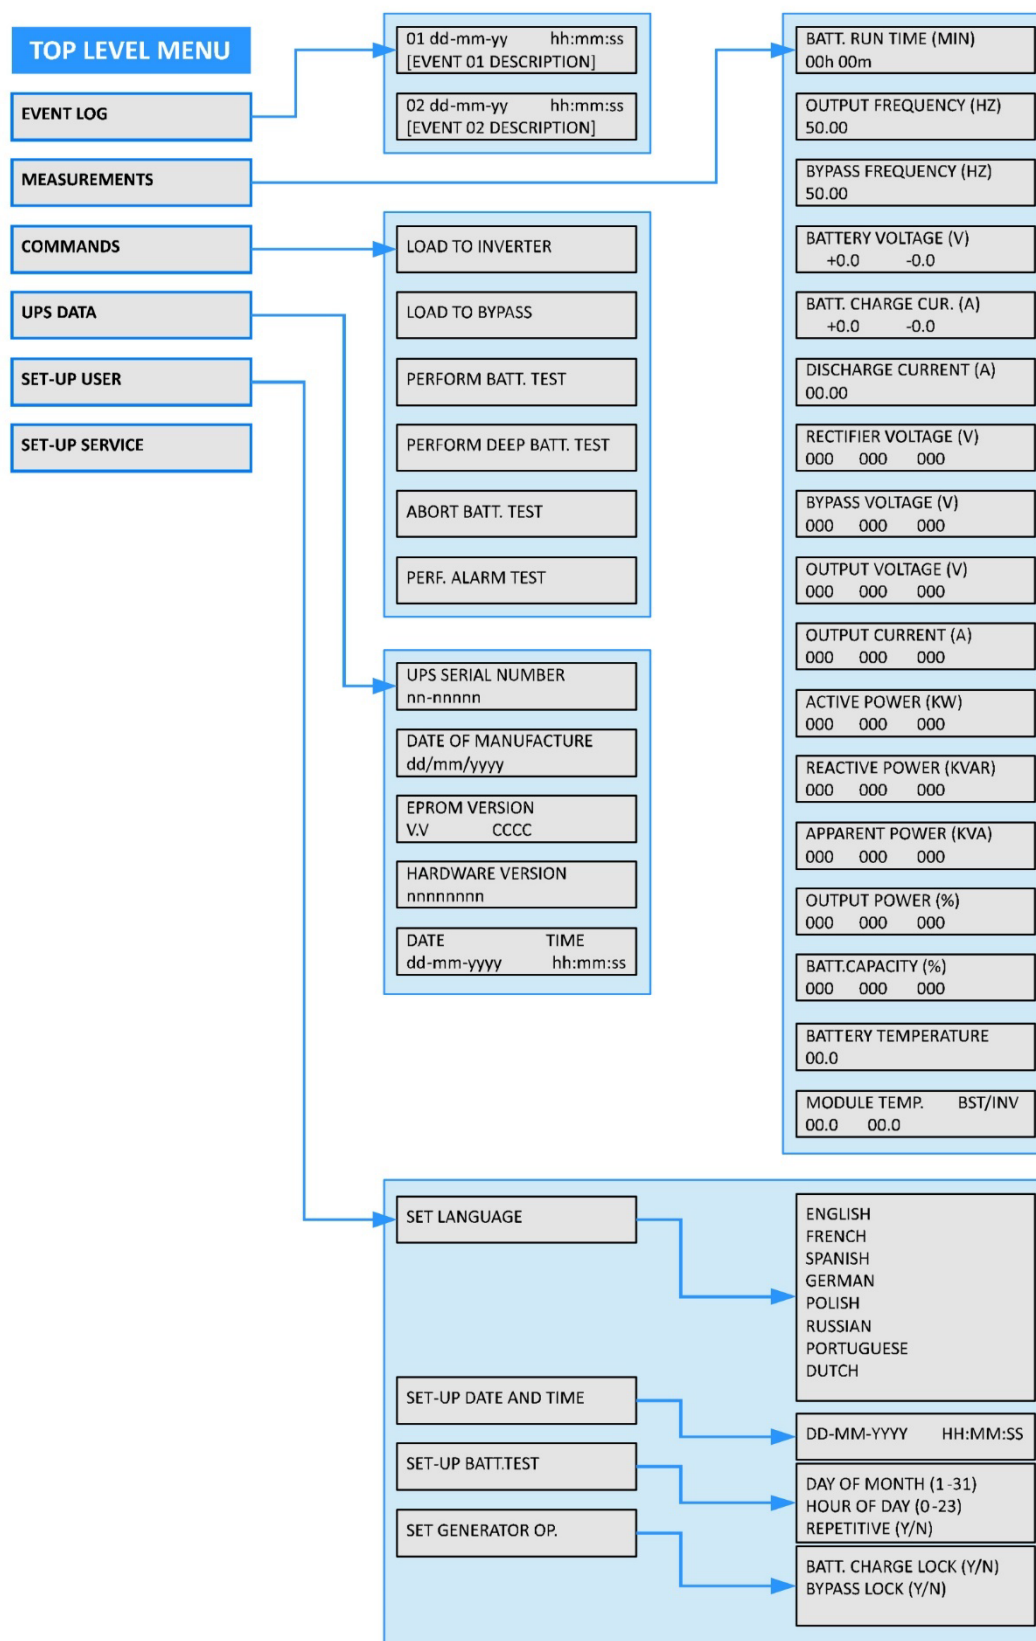 TOP LEVEL MENU
EVENT LOG
MEASUREMENTS
COMMANDS
UPS DATA
SET-UP USER
SET-UP SERVICE
01 dd-mm-yy hh:mm:ss
[EVENT 01 DESCRIPTION]
02 dd-mm-yy hh:mm:ss
[EVENT 02 DESCRIPTION]
LOAD TO INVERTER
LOAD TO BYPASS
PERFORM BATT. TEST
PERFORM DEEP BATT. TEST
ABORT BATT. TEST
PERF. ALARM TEST
UPS SERIAL NUMBER
nn-nnnnn
DATE OF MANUFACTURE
dd/mm/yyyy
EPROM VERSION
V.V CCCC
HARDWARE VERSION
nnnnnnnn
DATE TIME
dd-mm-yyyy hh:mm:ss
BATT. RUN TIME (MIN)
00h 00m
OUTPUT FREQUENCY (HZ)
50.00
BYPASS FREQUENCY (HZ)
50.00
BATTERY VOLTAGE (V)
+0.0 -0.0
BATT. CHARGE CUR. (A)
+0.0 -0.0
DISCHARGE CURRENT (A)
00.00
RECTIFIER VOLTAGE (V)
000 000 000
BYPASS VOLTAGE (V)
000 000 000
OUTPUT VOLTAGE (V)
000 000 000
OUTPUT CURRENT (A)
000 000 000
ACTIVE POWER (KW)
000 000 000
REACTIVE POWER (KVAR)
000 000 000
APPARENT POWER (KVA)
000 000 000
OUTPUT POWER (%)
000 000 000
BATT.CAPACITY (%)
000 000 000
BATTERY TEMPERATURE
00.0
MODULE TEMP. BST/INV
00.0 00.0
SET LANGUAGE
ENGLISH
FRENCH
SPANISH
GERMAN
POLISH
RUSSIAN
PORTUGUESE
DUTCH
SET-UP DATE AND TIME
DD-MM-YYYY HH:MM:SS
SET-UP BATT.TEST
DAY OF MONTH (1-31)
HOUR OF DAY (0-23)
REPETITIVE (Y/N)
SET GENERATOR OP.
BATT. CHARGE LOCK (Y/N)
BYPASS LOCK (Y/N)